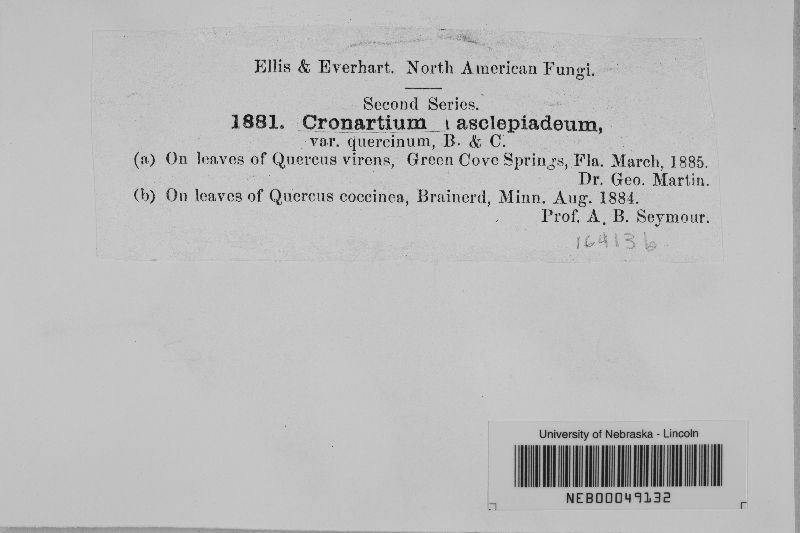 Ellis & Everhart. North American Fungi.
Second Series.
1881. Cronartium asclepiadeum,
var. quercinum, B. & C.
(a) On leaves of Quercus virens, Green Cove Springs, Fla. March, 1885.
Dr. Geo. Martin.
(b) On leaves of Quercus coccinea, Brainerd, Minn. Aug. 1884.
Prof. A. B. Seymour.
164136
University of Nebraska - Lincoln
NEB00049132